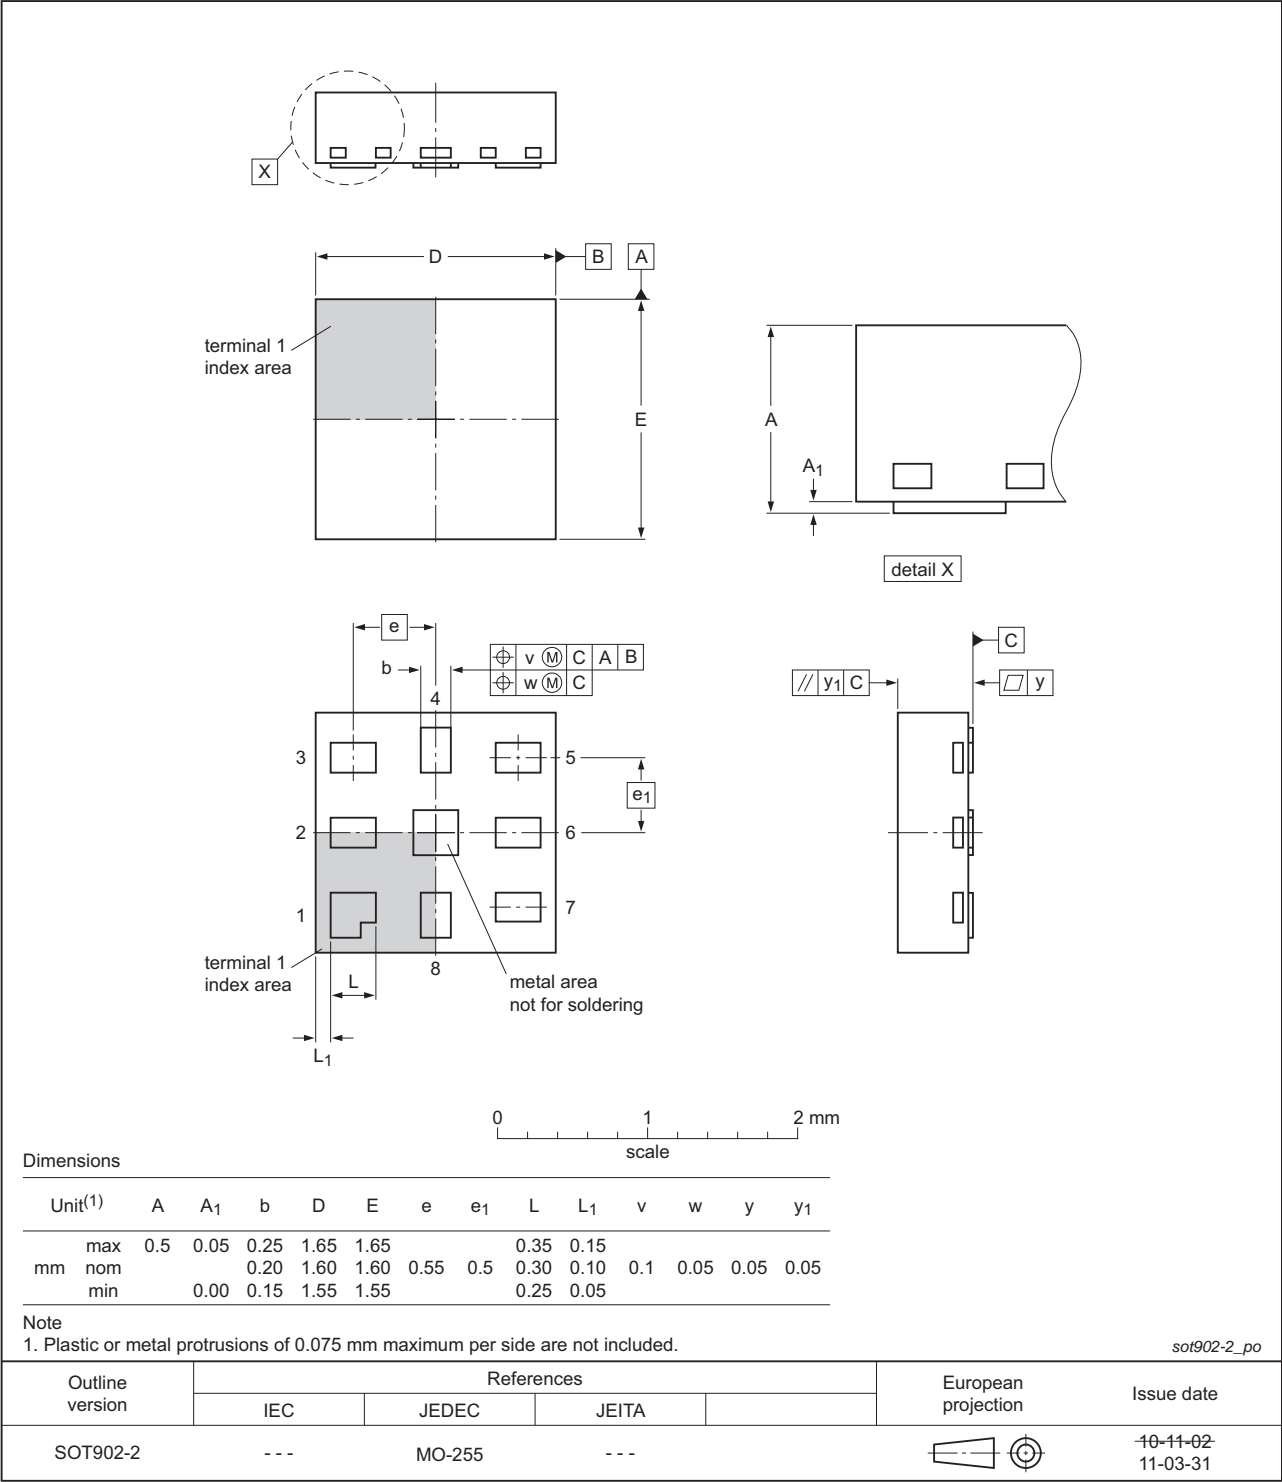 X
D
B
A
terminal 1
index area
E
A
A1
detail X
e
b
v M C A B
w M C
4
3
5
e1
2
6
1
7
terminal 1
index area
8
L
metal area
not for soldering
L1
C
// y1 C
y
0 1 2 mm
scale
Dimensions
Unit(1) A A1 b D E e e1 L L1 v w y y1
max 0.5 0.05 0.25 1.65 1.65 0.35 0.15
mm nom 0.20 1.60 1.60 0.55 0.5 0.30 0.10 0.1 0.05 0.05 0.05
min 0.00 0.15 1.55 1.55 0.25 0.05
Note
1. Plastic or metal protrusions of 0.075 mm maximum per side are not included.
sot902-2_po
Outline
version
References
IEC JEDEC JEITA
European
projection
Issue date
SOT902-2 - - - MO-255 - - -
10-11-02
11-03-31